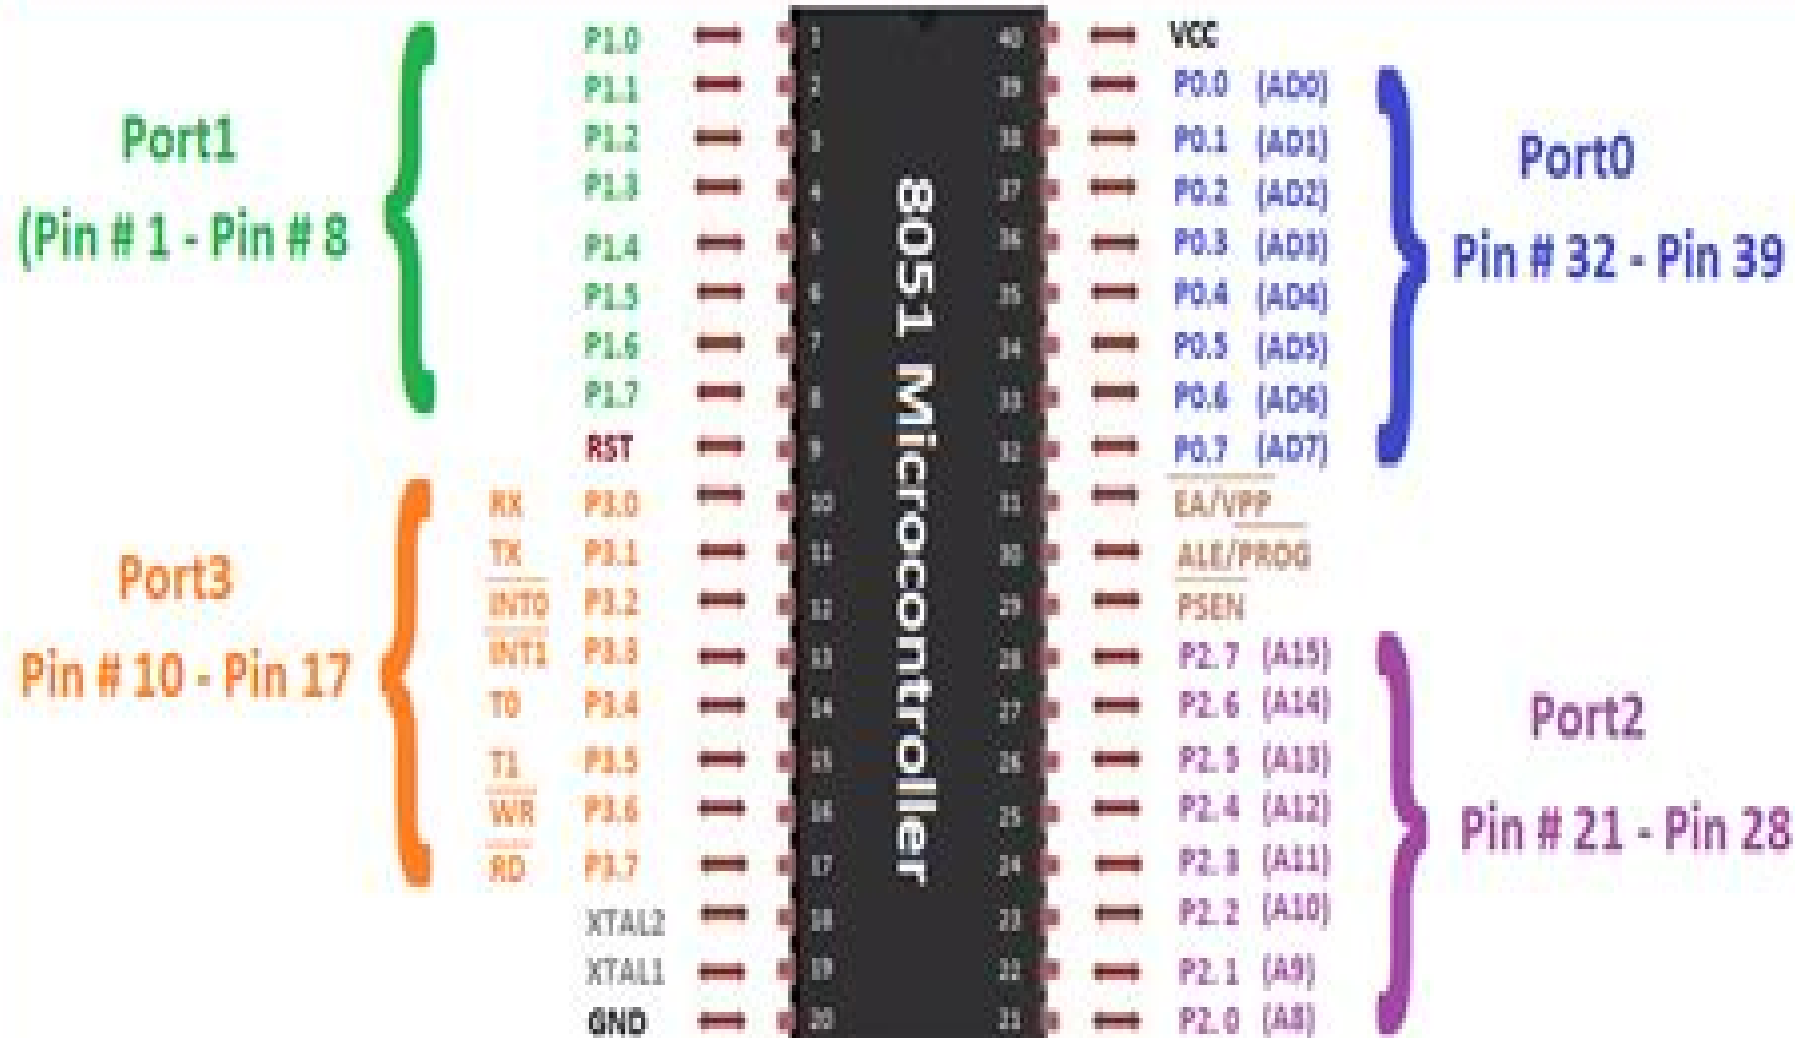 Port1
(Pin # 1 - Pin # 8
Port3
Pin # 10 - Pin 17
P1.0 1
P1.1 2
P1.2 3
P1.3 4
P1.4 5
P1.5 6
P1.6 7
P1.7 8
RST 9
RX P3.0 10
TX P3.1 11
INT0 P3.2 12
INT1 P3.3 13
T0 P3.4 14
T1 P3.5 15
WR P3.6 16
RD P3.7 17
XTAL2 18
XTAL1 19
GND 20
8051 Microcontroller
40 VCC
39 P0.0 (AD0)
38 P0.1 (AD1)
37 P0.2 (AD2)
36 P0.3 (AD3)
35 P0.4 (AD4)
34 P0.5 (AD5)
33 P0.6 (AD6)
32 P0.7 (AD7)
31 EA/VPP
30 ALE/PROG
29 PSEN
28 P2.7 (A15)
27 P2.6 (A14)
26 P2.5 (A13)
25 P2.4 (A12)
24 P2.3 (A11)
23 P2.2 (A10)
22 P2.1 (A9)
21 P2.0 (A8)
Port0
Pin # 32 - Pin 39
Port2
Pin # 21 - Pin 28